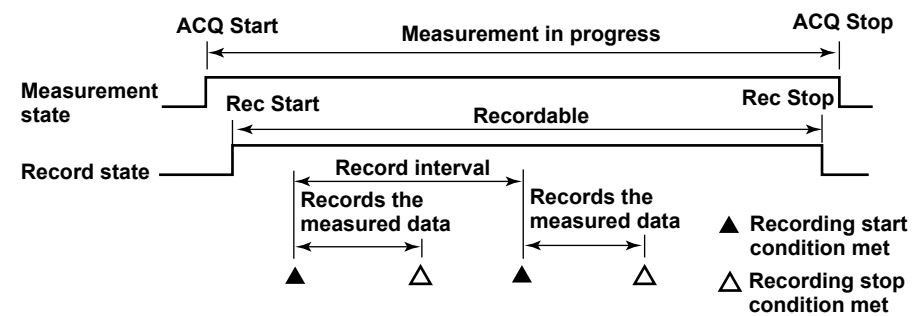 ACQ Start
ACQ Stop
Measurement in progress
Measurement
state
Rec Start
Rec Stop
Recordable
Record state
Record interval
Records the
measured data
Records the
measured data
Recording start
condition met
Recording stop
condition met